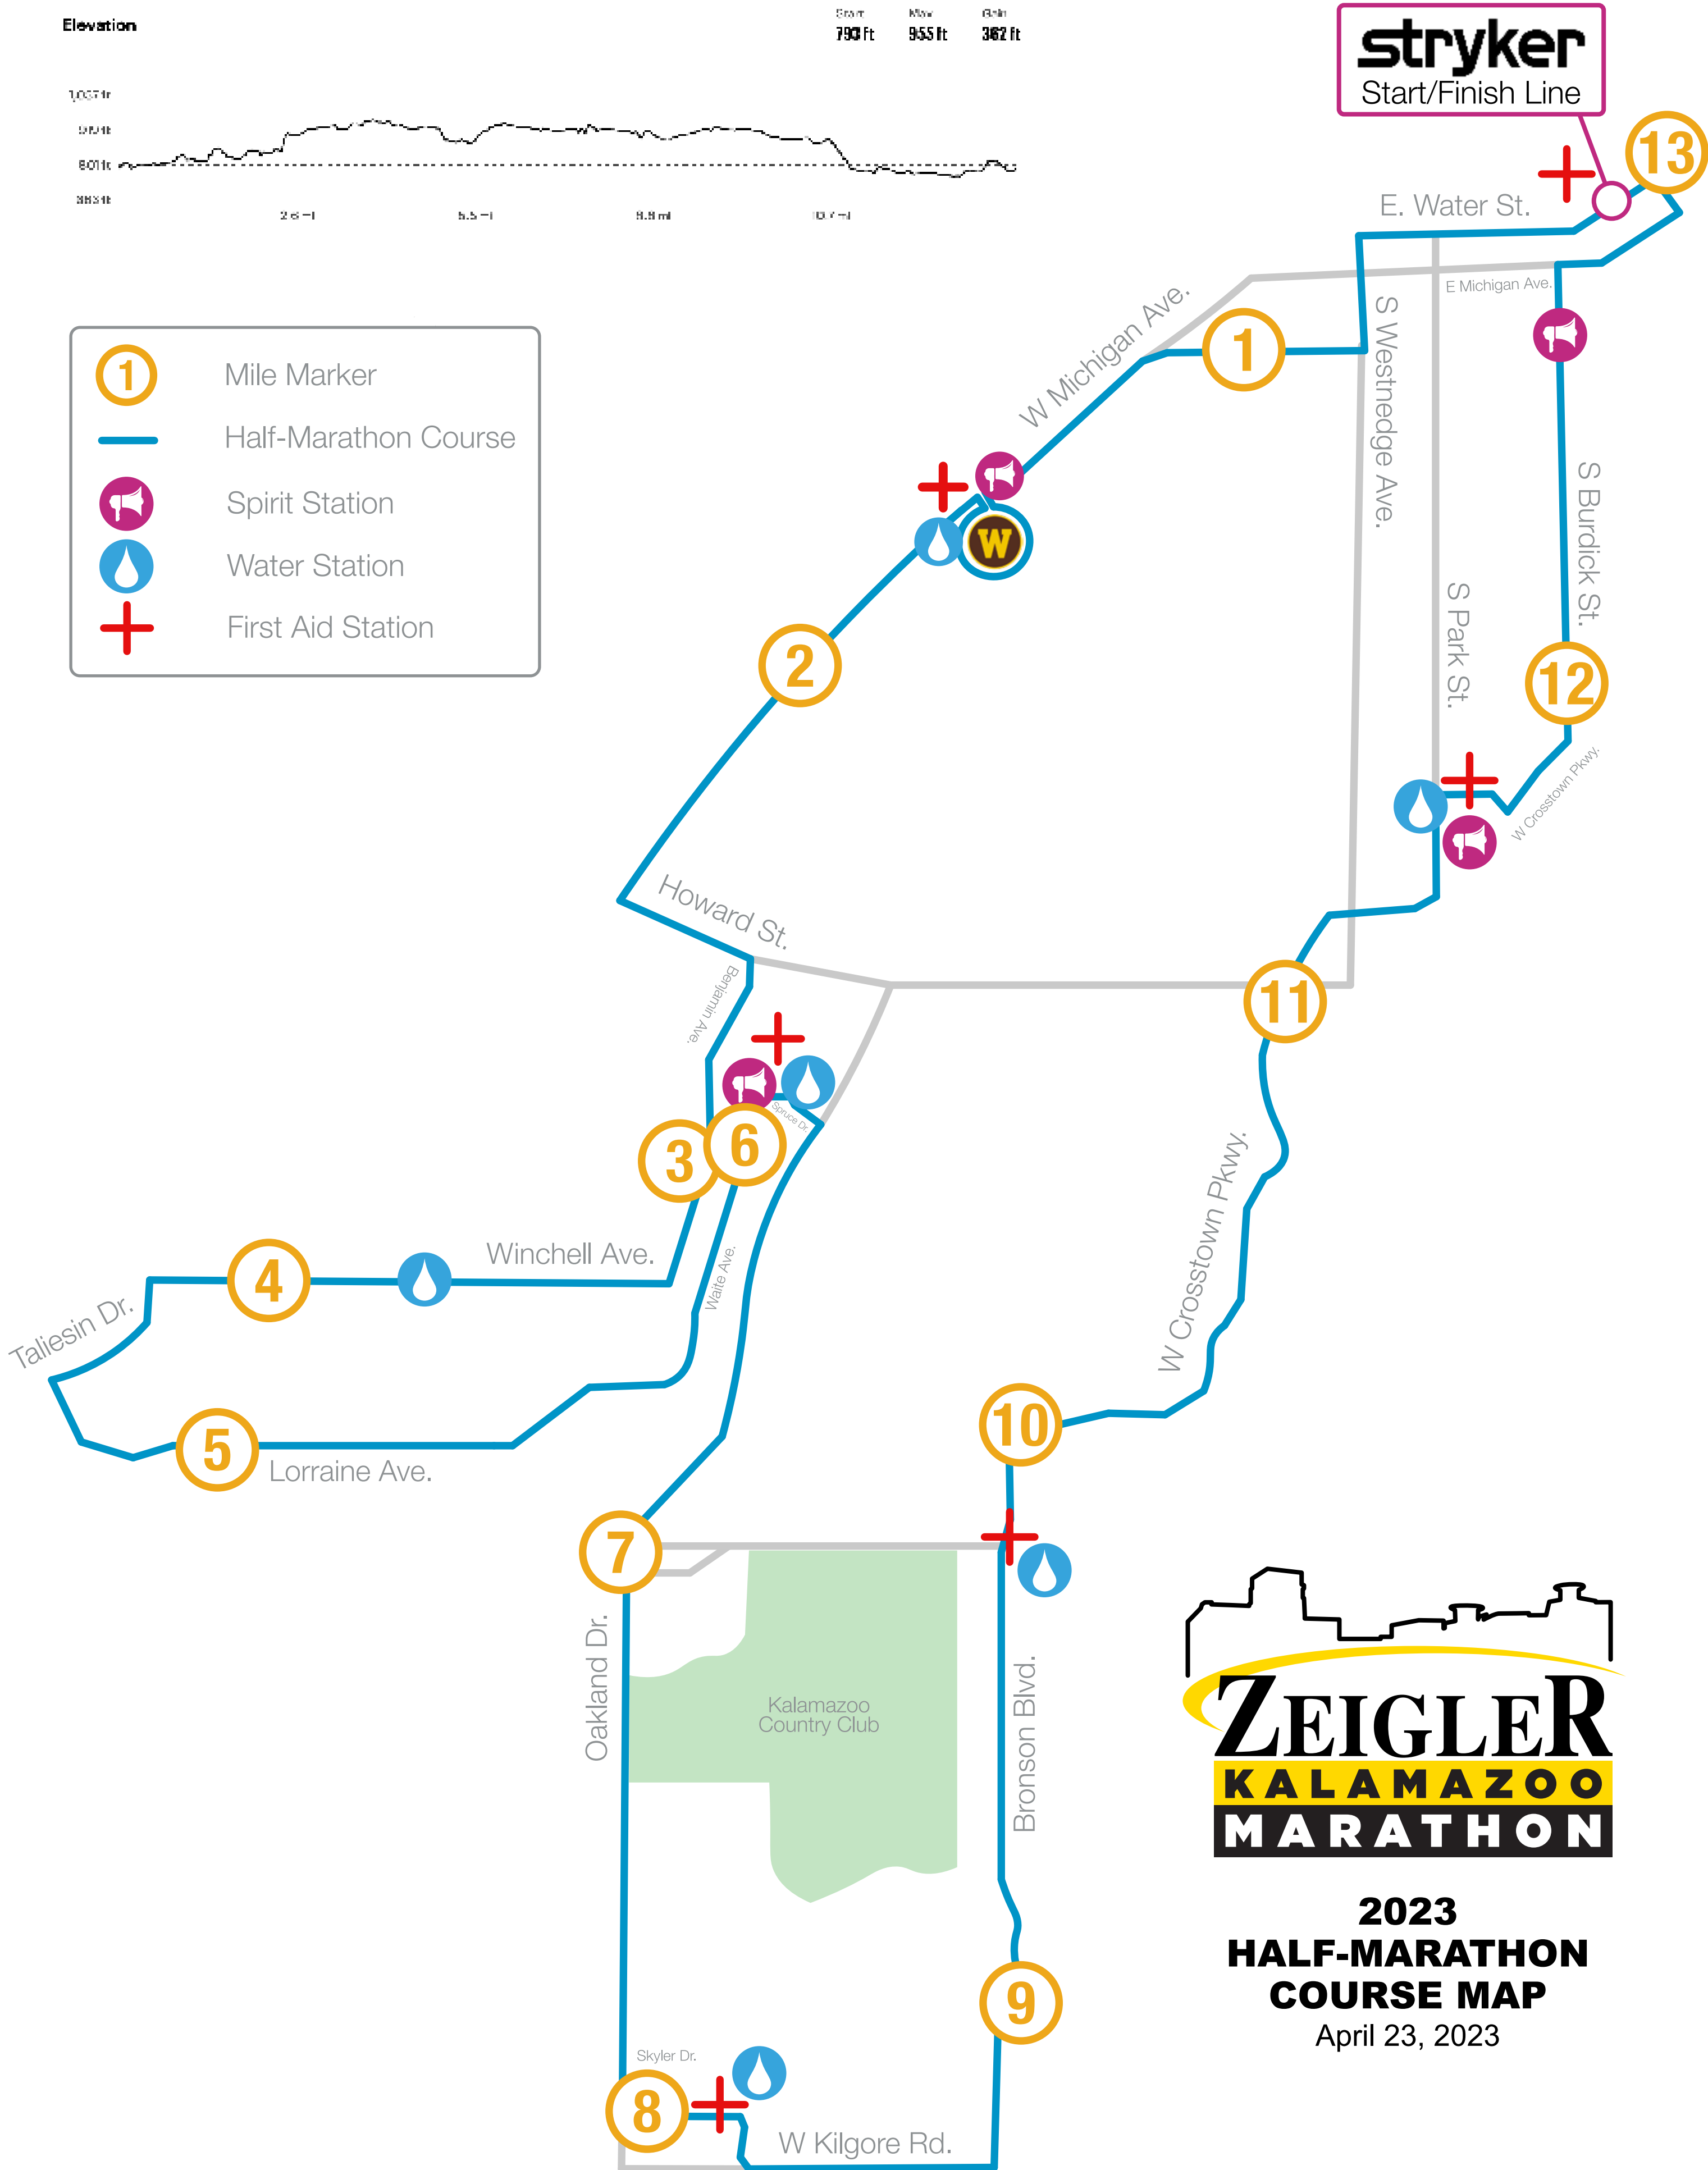 Elevation
Start Max Gain
955 ft
stryker
Start/Finish Line
13
E. Water St.
E Michigan Ave.
W Michigan Ave.
1
S Westnedge Ave.
1 Mile Marker
Half-Marathon Course
Spirit Station
Water Station
First Aid Station
S Burdick St.
W
S Park St.
2
12
W Crosstown Pkwy.
Howard St.
Benjamin Ave.
11
Spruce Dr.
3
6
W Crosstown Pkwy.
Winchell Ave.
Waite Ave.
4
Taliesin Dr.
10
5
Lorraine Ave.
7
Oakland Dr.
Kalamazoo
Country Club
Bronson Blvd.
ZEIGLER
KALAMAZOO
MARATHON
2023
HALF-MARATHON
COURSE MAP
April 23, 2023
9
Skyler Dr.
8
W Kilgore Rd.